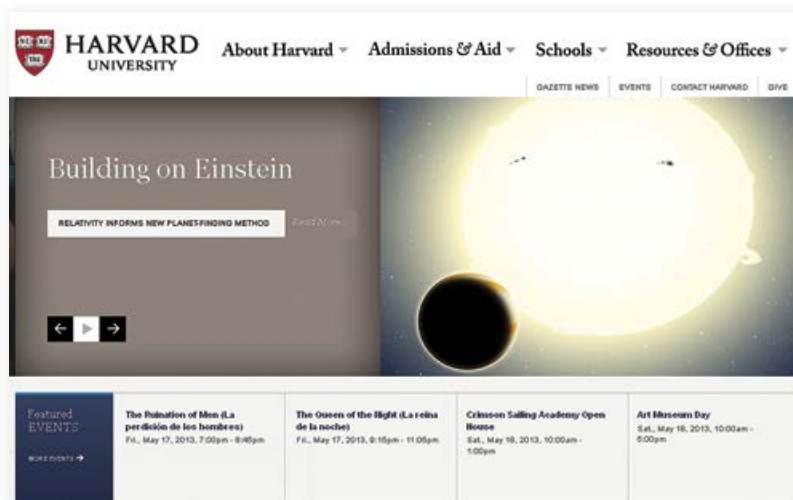 HARVARD
UNIVERSITY
About Harvard
Admissions & Aid
Schools
Resources & Offices
GAZETTE NEWS
EVENTS
CONTACT HARVARD
GIVE
Building on Einstein
RELATIVITY INFORMS NEW PLANET-FINDING METHOD
Read More
Featured
EVENTS
MORE EVENTS
The Ruination of Men (La
perdición de los hombres)
Fri., May 17, 2013, 7:00pm - 8:45pm
The Queen of the Night (La reina
de la noche)
Fri., May 17, 2013, 9:15pm - 11:05pm
Crimson Sailing Academy Open
House
Sat., May 18, 2013, 10:00am -
1:00pm
Art Museum Day
Sat., May 18, 2013, 10:00am -
5:00pm